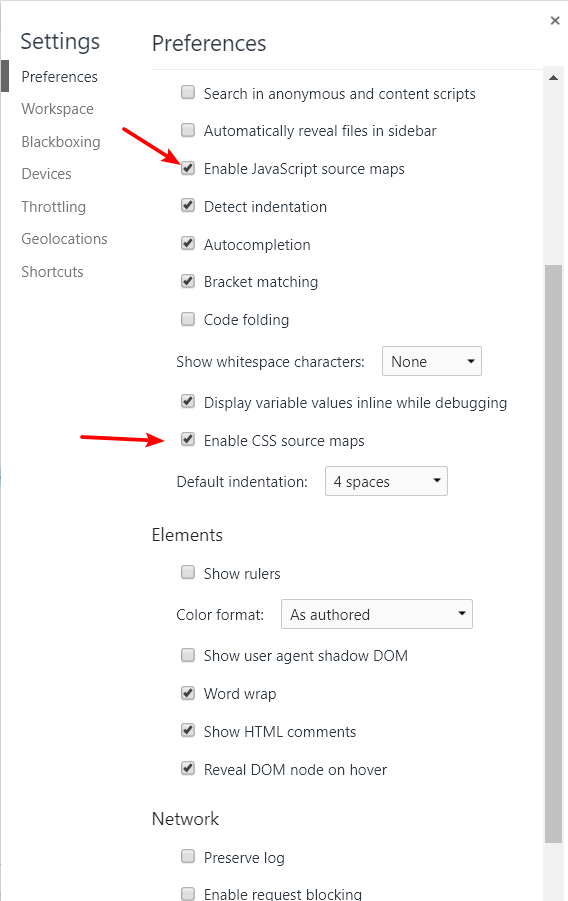 Settings
Preferences
Workspace
Blackboxing
Devices
Throttling
Geolocations
Shortcuts
Preferences
Search in anonymous and content scripts
Automatically reveal files in sidebar
Enable JavaScript source maps
Detect indentation
Autocompletion
Bracket matching
Code folding
Show whitespace characters: None
Display variable values inline while debugging
Enable CSS source maps
Default indentation: 4 spaces
Elements
Show rulers
Color format: As authored
Show user agent shadow DOM
Word wrap
Show HTML comments
Reveal DOM node on hover
Network
Preserve log
Enable request blocking